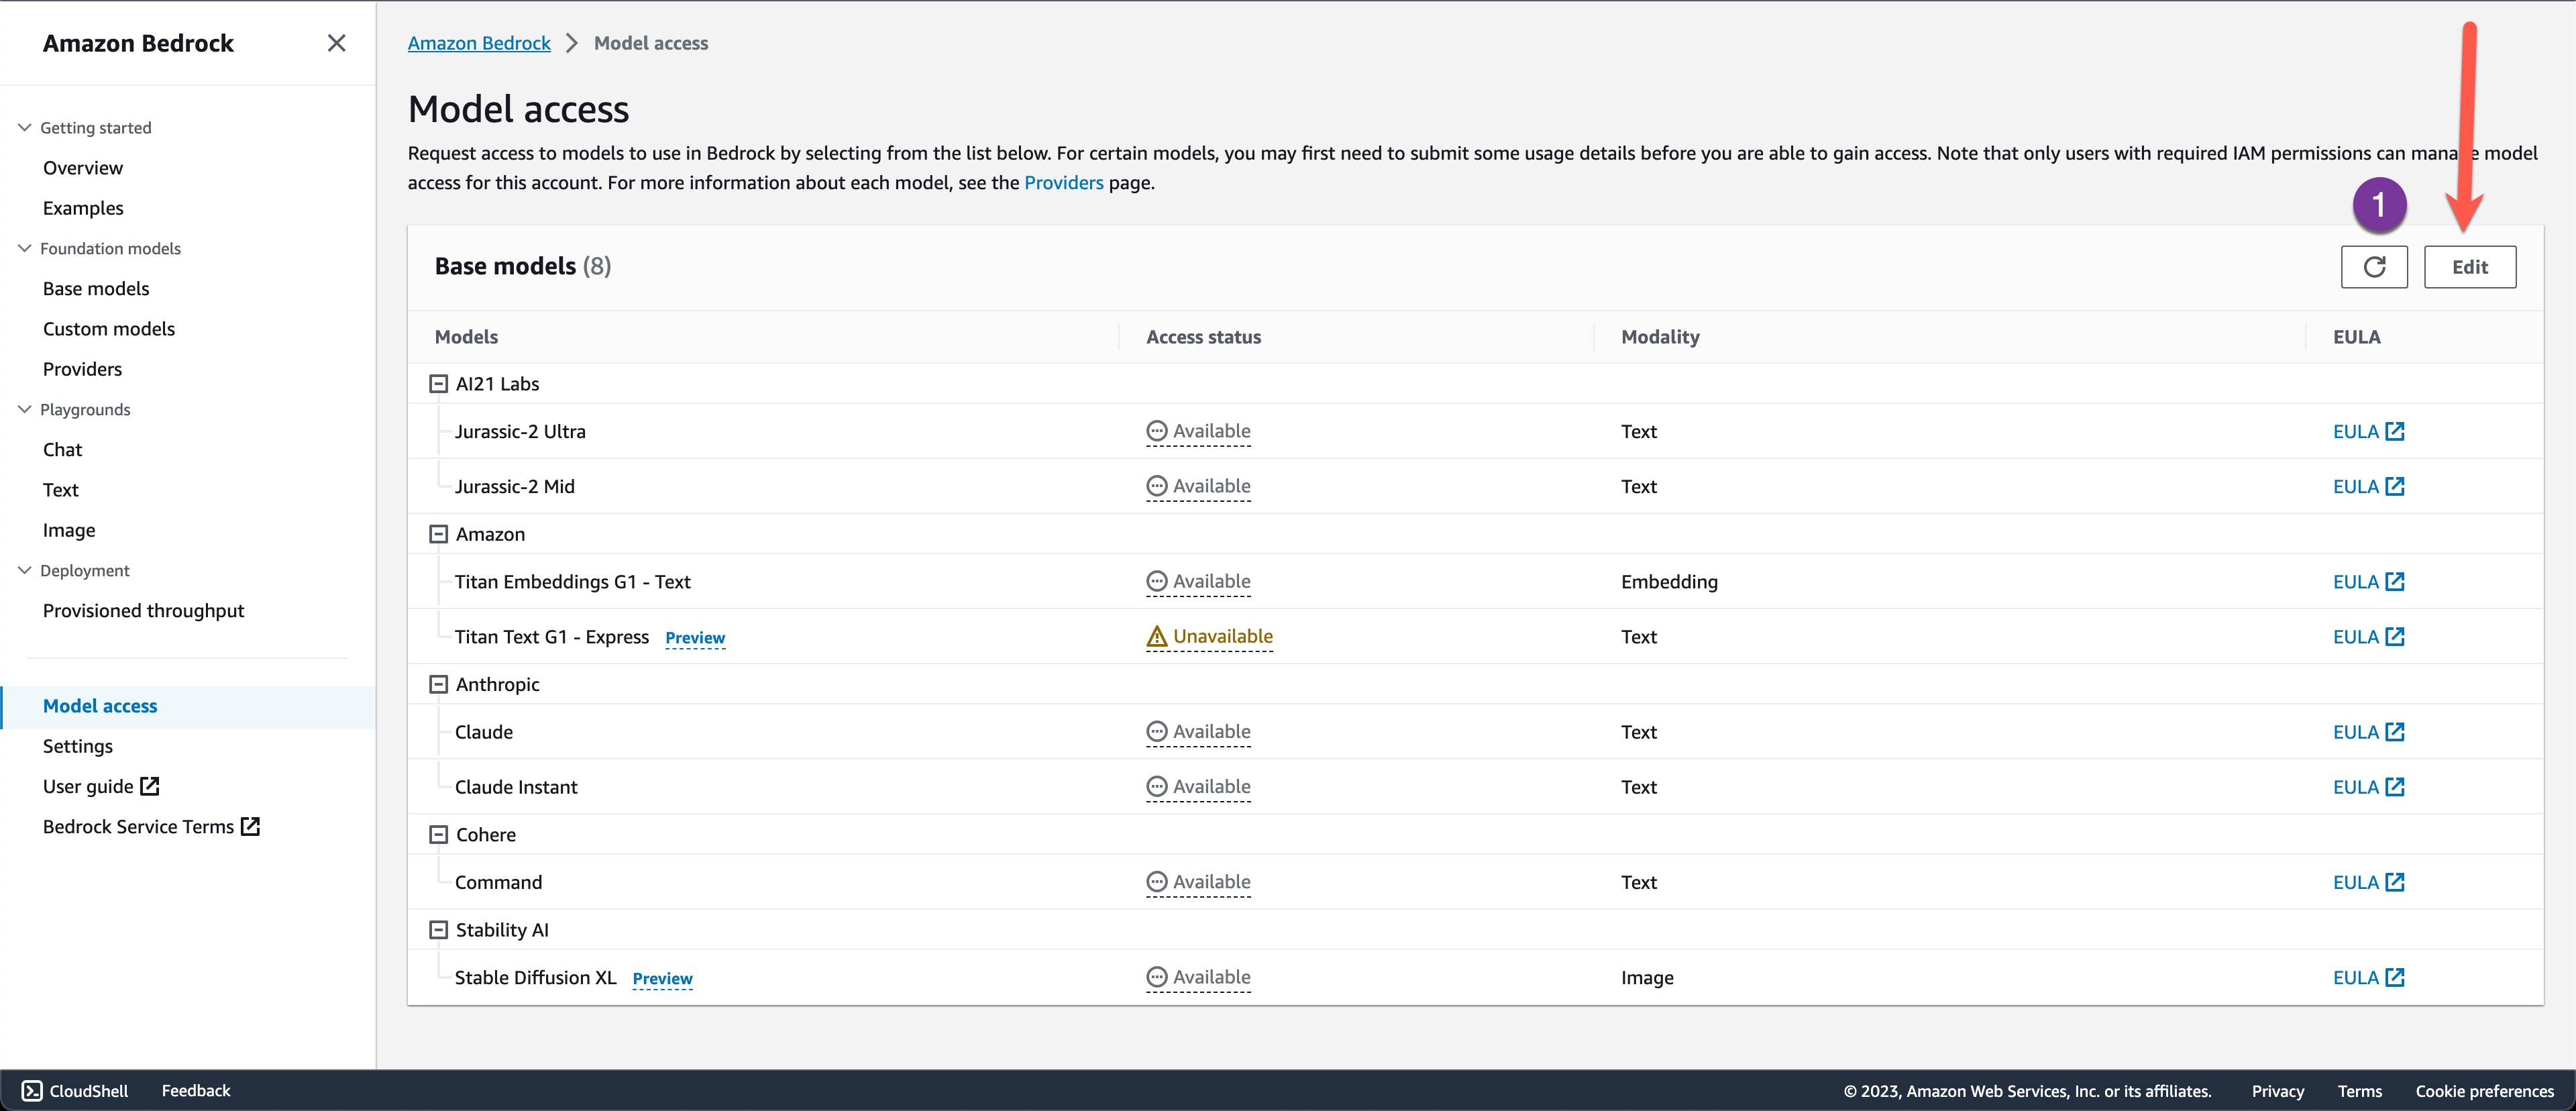 Amazon Bedrock
Getting started
Overview
Examples
Foundation models
Base models
Custom models
Providers
Playgrounds
Chat
Text
Image
Deployment
Provisioned throughput
Model access
Settings
User guide
Bedrock Service Terms
Amazon Bedrock > Model access
Model access
Request access to models to use in Bedrock by selecting from the list below. For certain models, you may first need to submit some usage details before you are able to gain access. Note that only users with required IAM permissions can manage model
access for this account. For more information about each model, see the Providers page.
1
Base models (8) Edit
Models Access status Modality EULA
AI21 Labs
Jurassic-2 Ultra Available Text EULA
Jurassic-2 Mid Available Text EULA
Amazon
Titan Embeddings G1 - Text Available Embedding EULA
Titan Text G1 - Express Preview Unavailable Text EULA
Anthropic
Claude Available Text EULA
Claude Instant Available Text EULA
Cohere
Command Available Text EULA
Stability AI
Stable Diffusion XL Preview Available Image EULA
CloudShell Feedback © 2023, Amazon Web Services, Inc. or its affiliates. Privacy Terms Cookie preferences